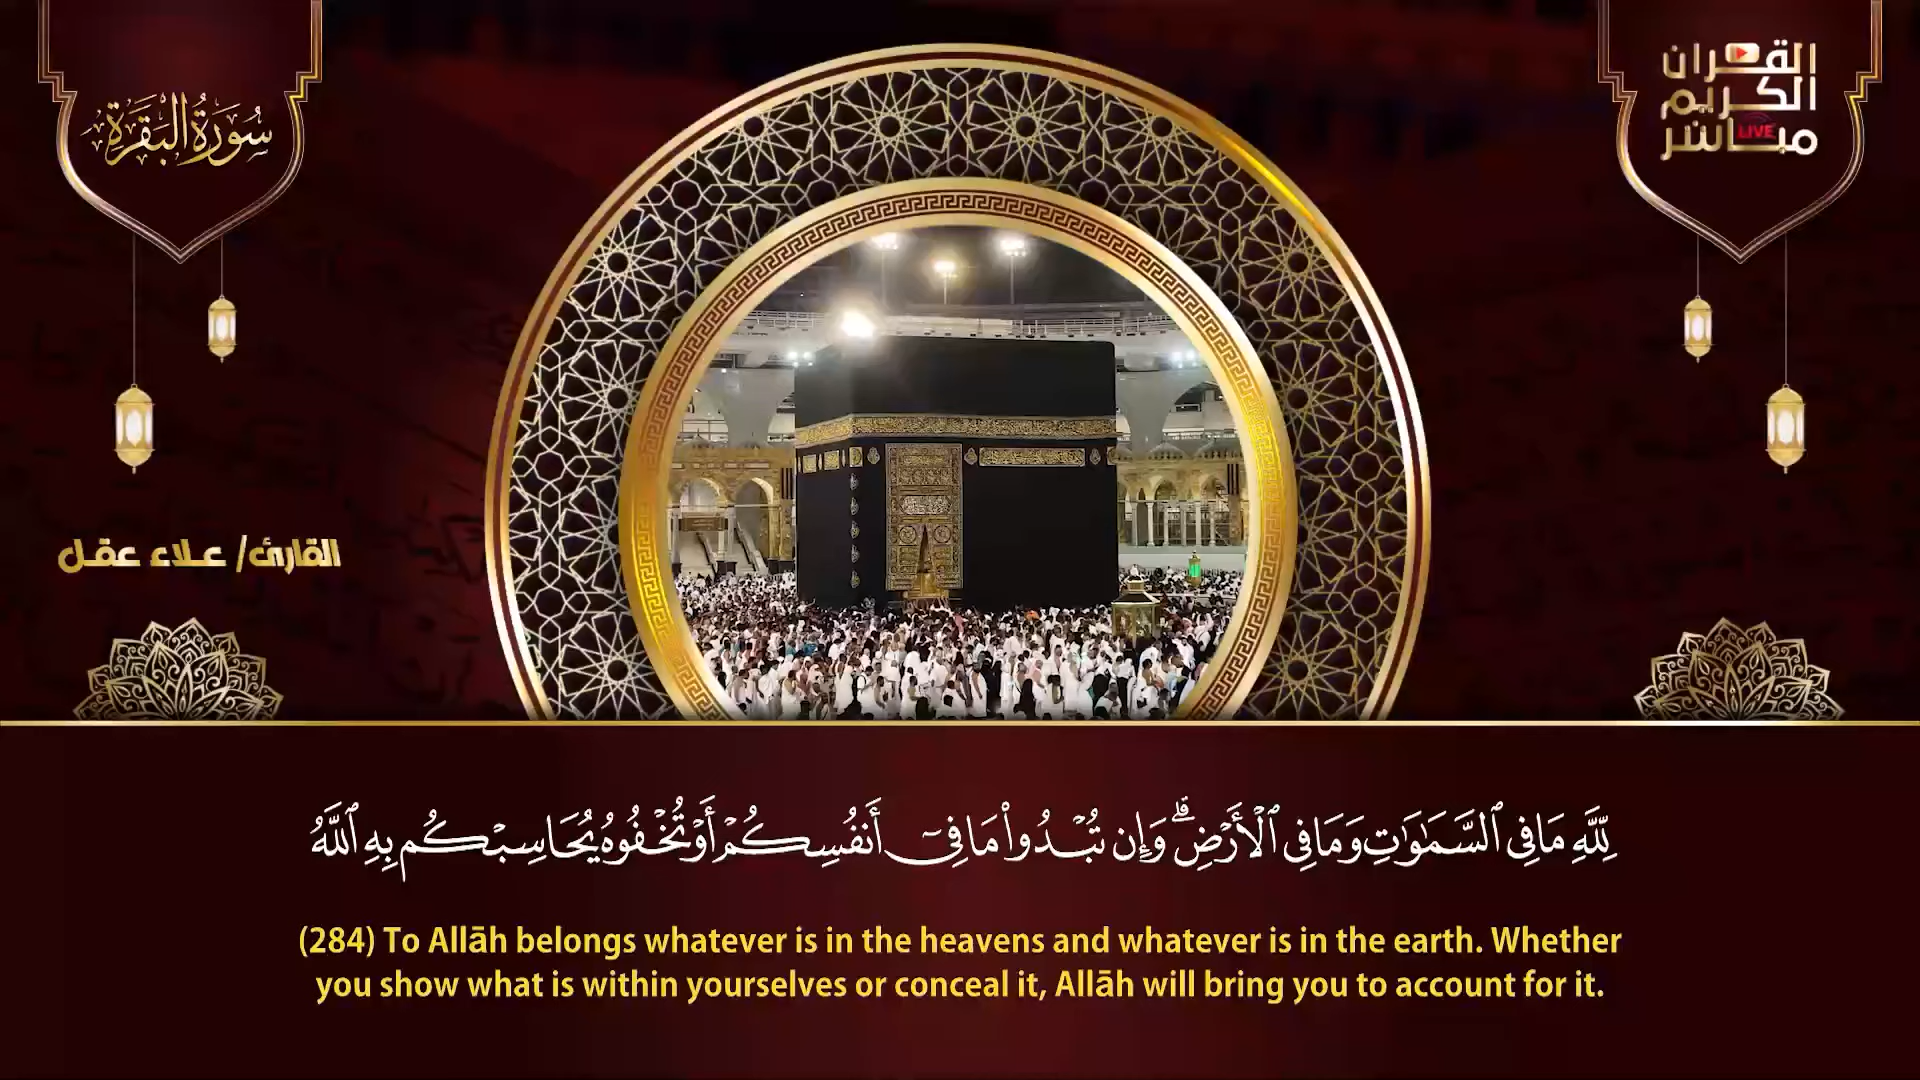 سُورَةُ البَقَرَةِ
القرآن
الكريم
مباشر
LIVE
القارئ/ علاء عقل
لِّلَّهِ مَا فِي ٱلسَّمَٰوَٰتِ وَمَا فِي ٱلۡأَرۡضِۗ وَإِن تُبۡدُواْ مَا فِيٓ أَنفُسِكُمۡ أَوۡ تُخۡفُوهُ يُحَاسِبۡكُم بِهِ ٱللَّهُ
(284) To Allāh belongs whatever is in the heavens and whatever is in the earth. Whether
you show what is within yourselves or conceal it, Allāh will bring you to account for it.